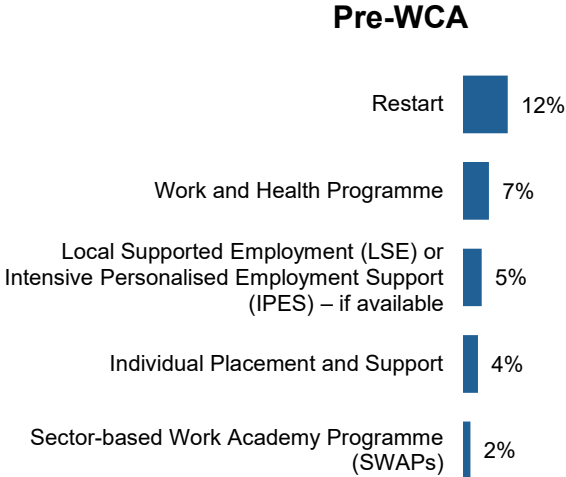 Pre-WCA
Restart
12%
Work and Health Programme
7%
Local Supported Employment (LSE) or
Intensive Personalised Employment Support
(IPES) – if available
5%
Individual Placement and Support
4%
Sector-based Work Academy Programme
(SWAPs)
2%